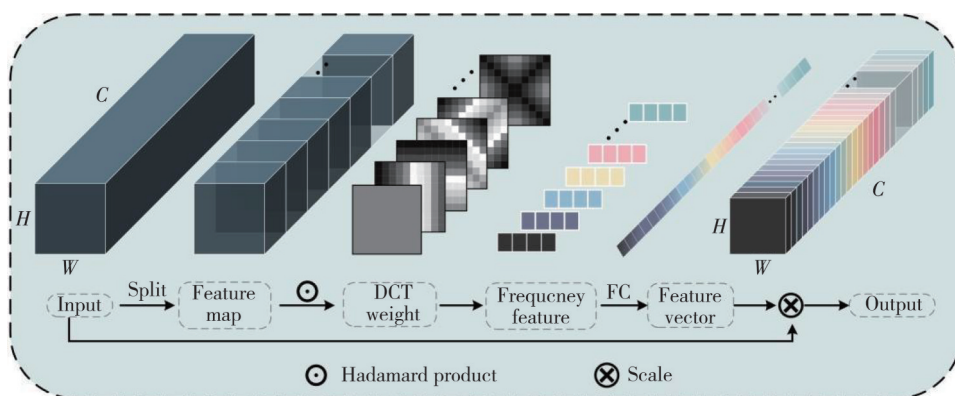 C
H
W
C
H
W
Input
Split
Feature
map
DCT
weight
Frequcney
feature
FC
Feature
vector
Output
Hadamard product
Scale